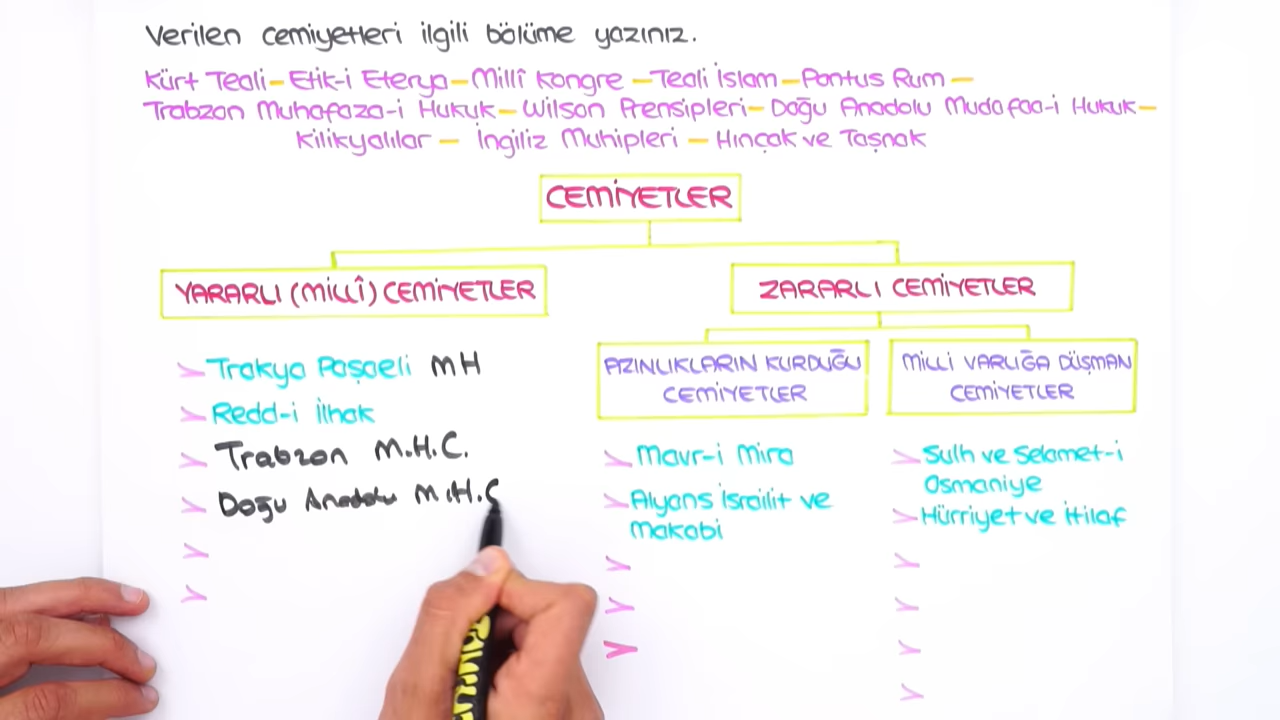 Verilen cemiyetleri ilgili bölüme yazınız.
Kürt Teali – Etik-i Eterya – Millî Kongre – Teali İslam – Pontus Rum –
Trabzon Muhafaza-i Hukuk – Wilson Prensipleri – Doğu Anadolu Mudafaa-i Hukuk –
Kilikyalılar – İngiliz Muhipleri – Hınçak ve Taşnak
CEMİYETLER
YARARLI (MİLLÎ) CEMİYETLER
ZARARLI CEMİYETLER
AZINLIKLARIN KURDUĞU
CEMİYETLER
MİLLİ VARLIĞA DÜŞMAN
CEMİYETLER
Trakya Paşaeli MH
Redd-i İlhak
Trabzon M.H.C.
Doğu Anadolu M.H.C
Mavr-i Mira
Alyans İsrailit ve
Makabi
Sulh ve Selamet-i
Osmaniye
Hürriyet ve İtilaf